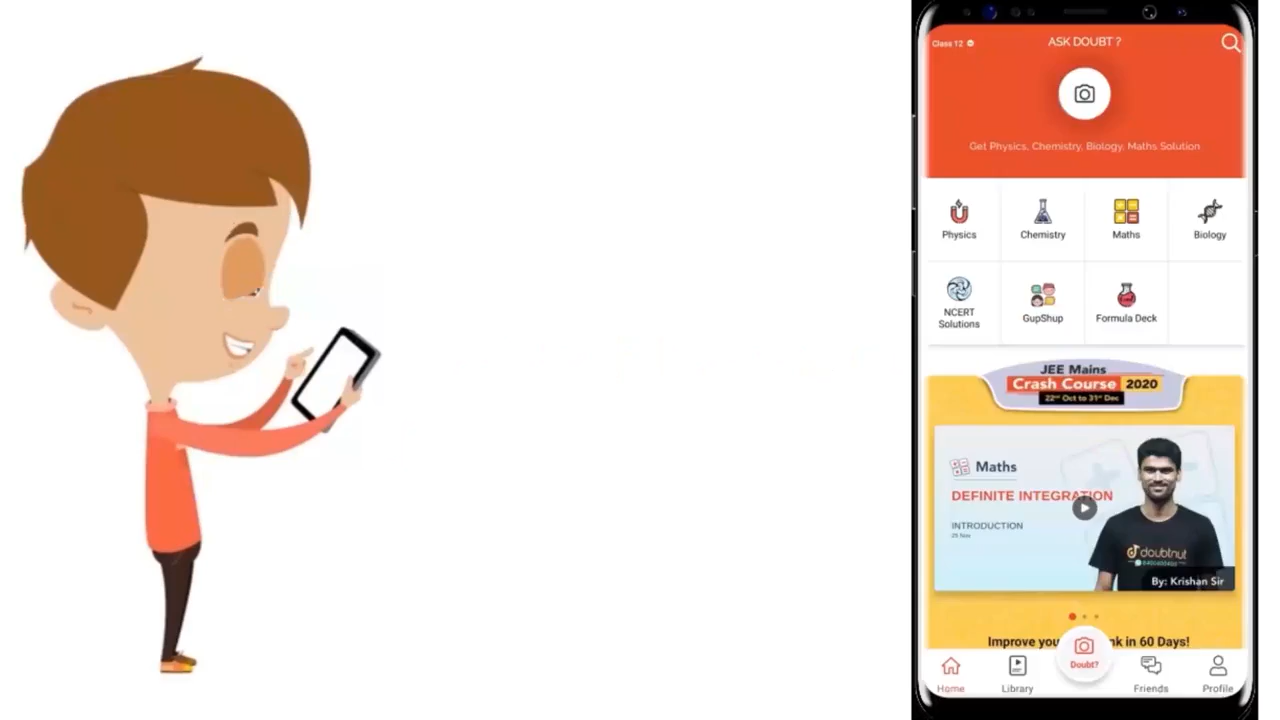 Class 12
ASK DOUBT ?
Get Physics, Chemistry, Biology, Maths Solution
Physics
Chemistry
Maths
Biology
NCERT
Solutions
GupShup
Formula Deck
JEE Mains
Crash Course 2020
22nd Oct to 31st Dec
Maths
DEFINITE INTEGRATION
INTRODUCTION
doubtnut
By: Krishan Sir
Improve you nk in 60 Days!
Doubt?
Home
Library
Friends
Profile